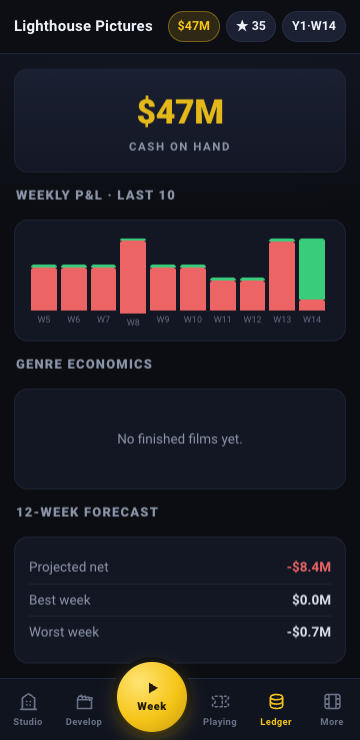 Lighthouse Pictures
$47M
★ 35
Y1·W14
$47M
CASH ON HAND
WEEKLY P&L · LAST 10
W5 W6 W7 W8 W9 W10 W11 W12 W13 W14
GENRE ECONOMICS
No finished films yet.
12-WEEK FORECAST
Projected net -$8.4M
Best week $0.0M
Worst week -$0.7M
Studio Develop Week Playing Ledger More